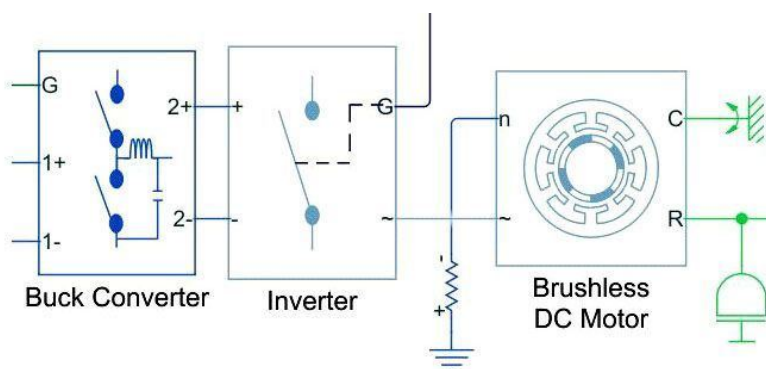 G
1+
1-
2+
2-
Buck Converter
+
-
G
~
Inverter
n
~
C
R
Brushless
DC Motor
-
+